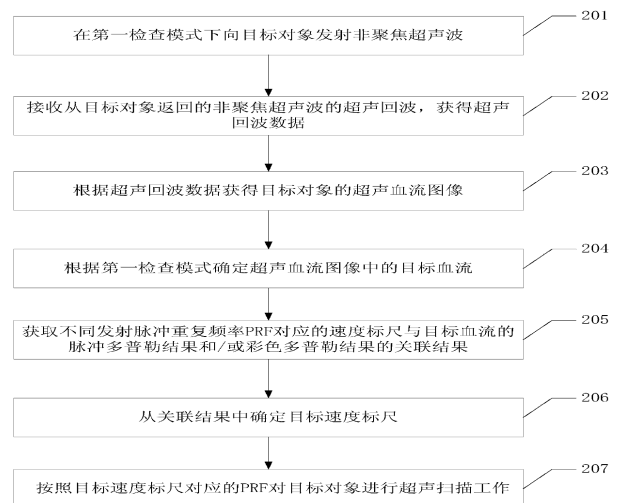 201
在第一检查模式下向目标对象发射非聚焦超声波
202
接收从目标对象返回的非聚焦超声波的超声回波，获得超声
回波数据
203
根据超声回波数据获得目标对象的超声血流图像
204
根据第一检查模式确定超声血流图像中的目标血流
205
获取不同发射脉冲重复频率PRF对应的速度标尺与目标血流的
脉冲多普勒结果和/或彩色多普勒结果的关联结果
206
从关联结果中确定目标速度标尺
207
按照目标速度标尺对应的PRF对目标对象进行超声扫描工作